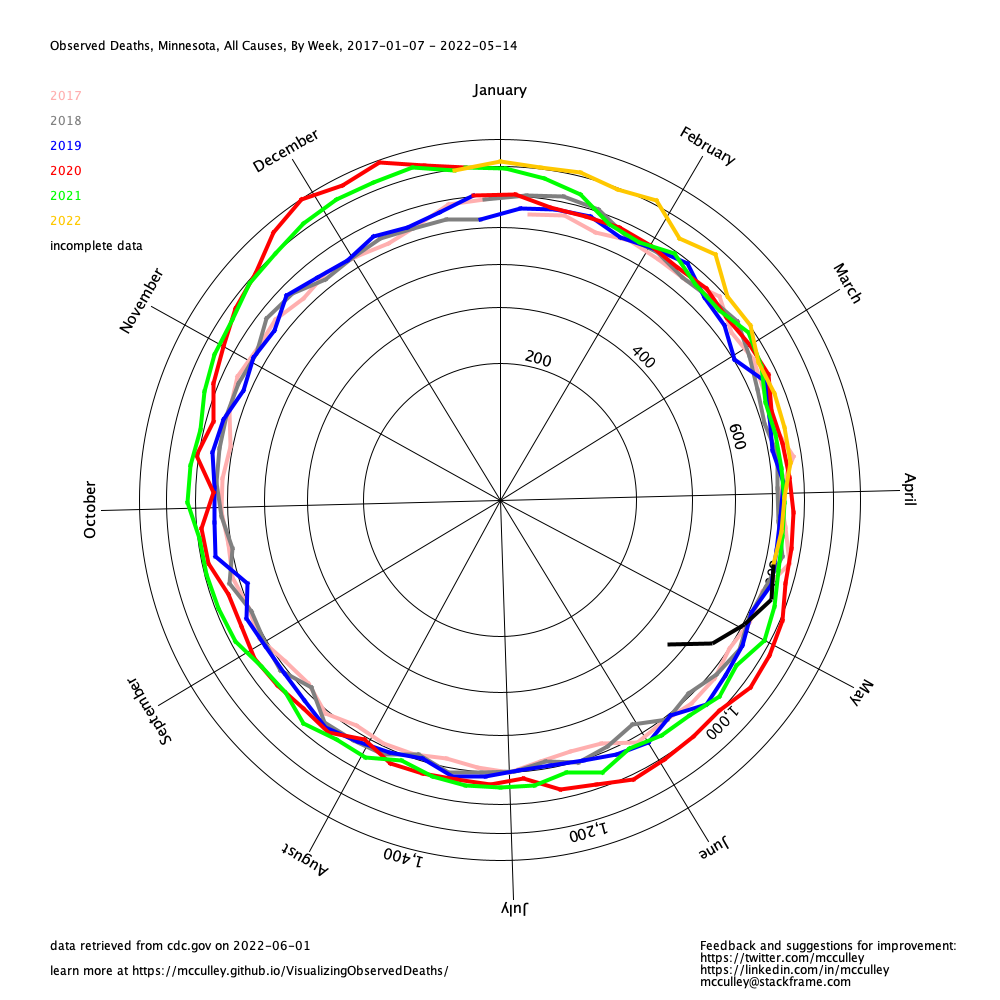 Observed Deaths, Minnesota, All Causes, By Week, 2017-01-07 - 2022-05-14
2017
2018
2019
2020
2021
2022
incomplete data
January
February
March
April
May
June
July
August
September
October
November
December
200
400
600
1,000
1,200
1,400
data retrieved from cdc.gov on 2022-06-01
learn more at https://mcculley.github.io/VisualizingObservedDeaths/
Feedback and suggestions for improvement:
https://twitter.com/mcculley
https://linkedin.com/in/mcculley
mcculley@stackframe.com